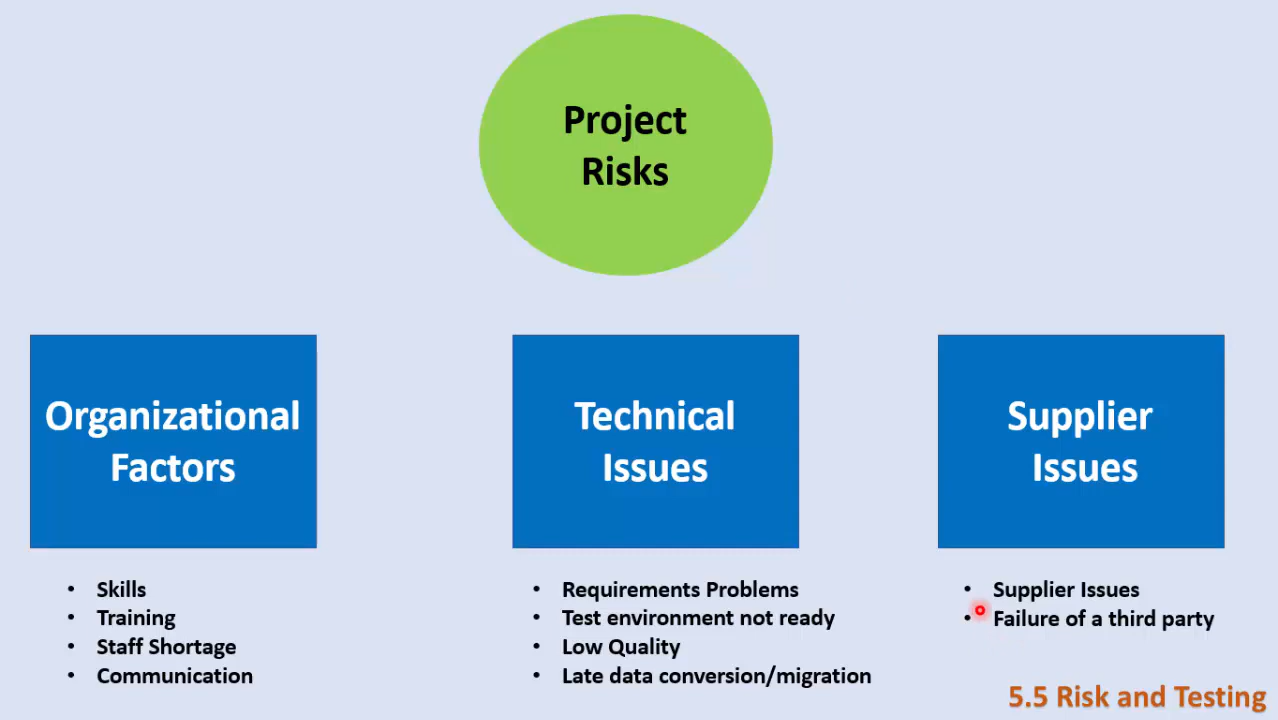 Project
Risks
Organizational
Factors
Technical
Issues
Supplier
Issues
• Skills
• Training
• Staff Shortage
• Communication
• Requirements Problems
• Test environment not ready
• Low Quality
• Late data conversion/migration
• Supplier Issues
• Failure of a third party
5.5 Risk and Testing